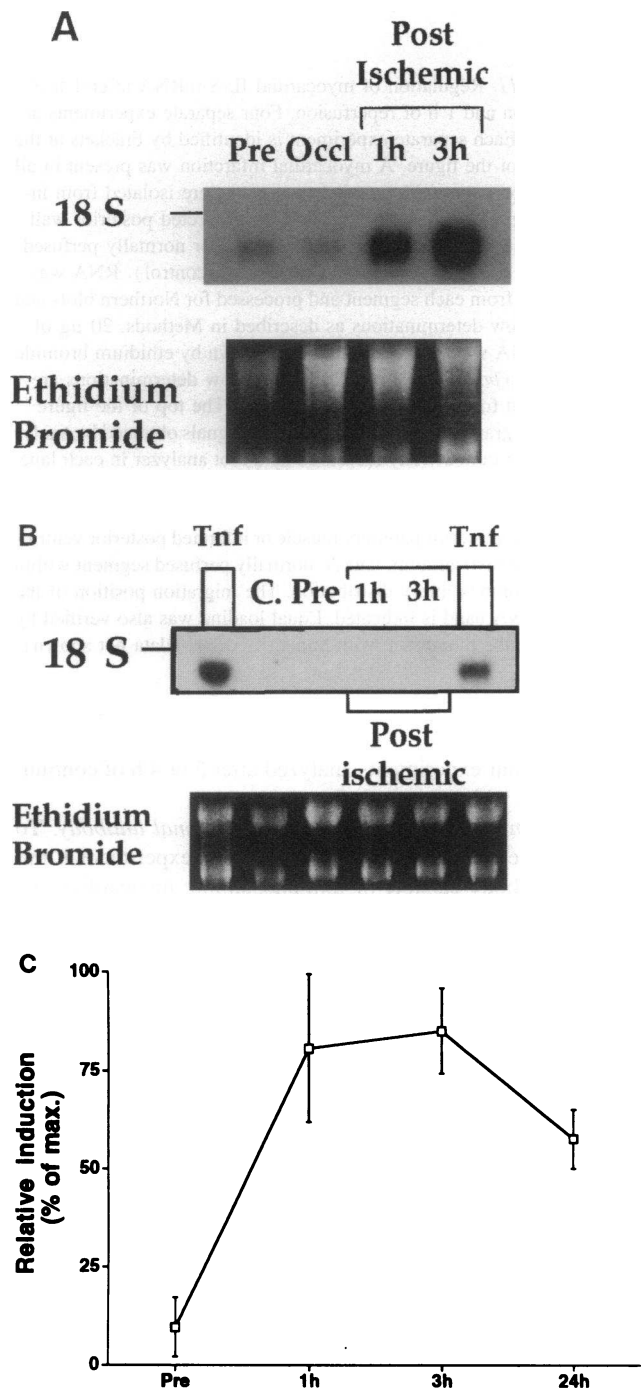 A
Post
Ischemic
Pre Occl 1h 3h
18 S
Ethidium
Bromide
B
Tnf Tnf
C. Pre 1h 3h
18 S
Post
ischemic
Ethidium
Bromide
C
Relative Induction
(% of max.)
100
75
50
25
0
Pre 1h 3h 24h